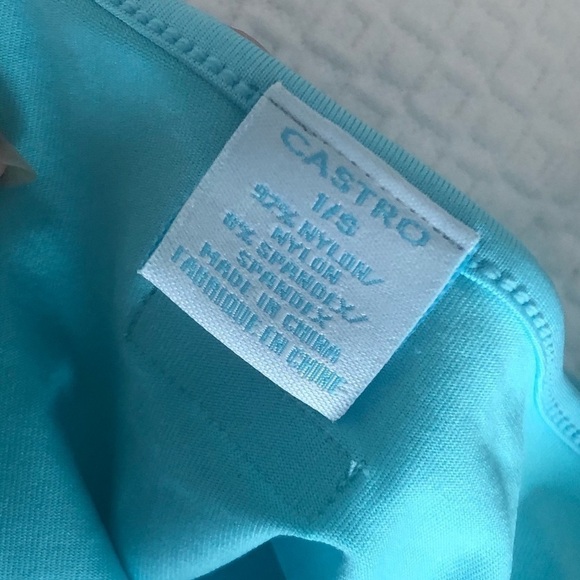 CASTRO
1/S
92% NYLON/
NYLON
8% SPANDEX/
SPANDEX
MADE IN CHINA
FABRIQUE EN CHINE